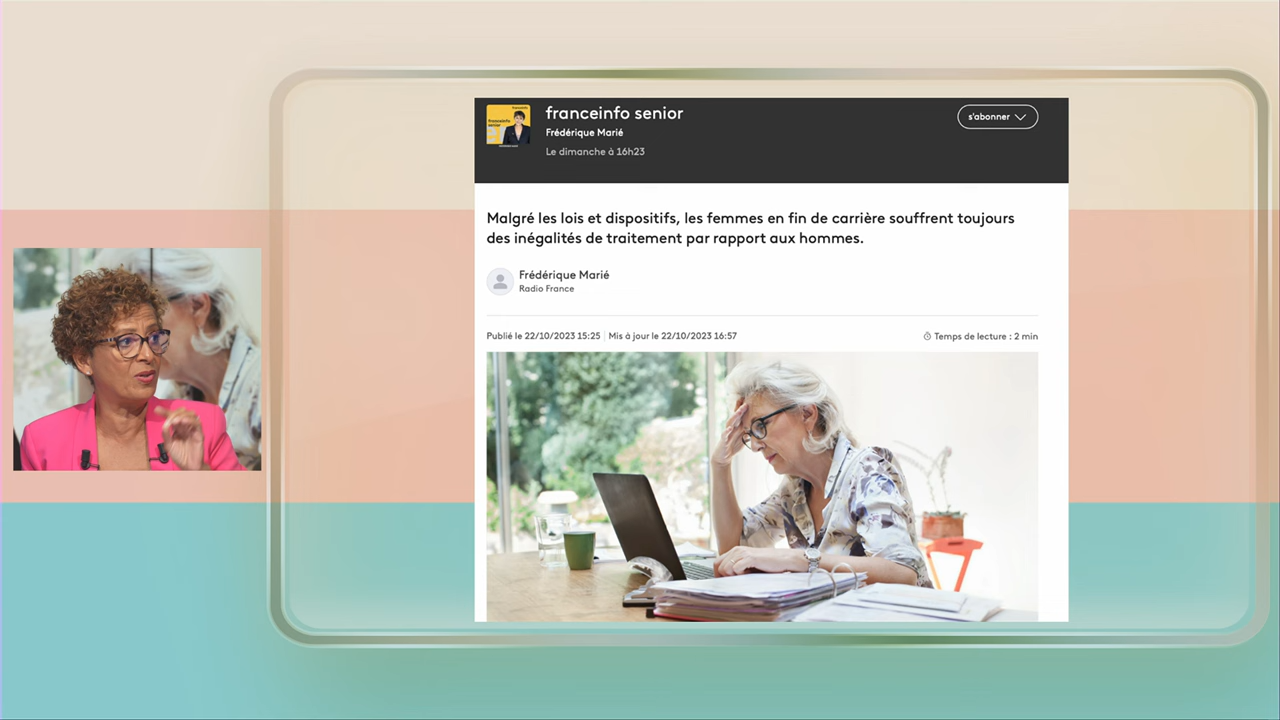 franceinfo senior
Frédérique Marié
Le dimanche à 16h23
s'abonner
Malgré les lois et dispositifs, les femmes en fin de carrière souffrent toujours
des inégalités de traitement par rapport aux hommes.
Frédérique Marié
Radio France
Publié le 22/10/2023 15:25 Mis à jour le 22/10/2023 16:57
Temps de lecture : 2 min